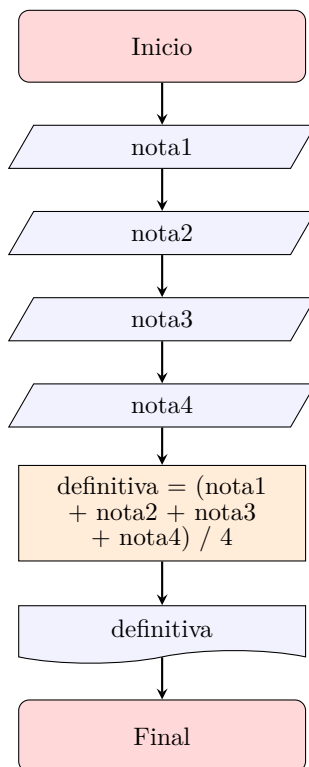 Inicio
nota1
nota2
nota3
nota4
definitiva = (nota1
+ nota2 + nota3
+ nota4) / 4
definitiva
Final